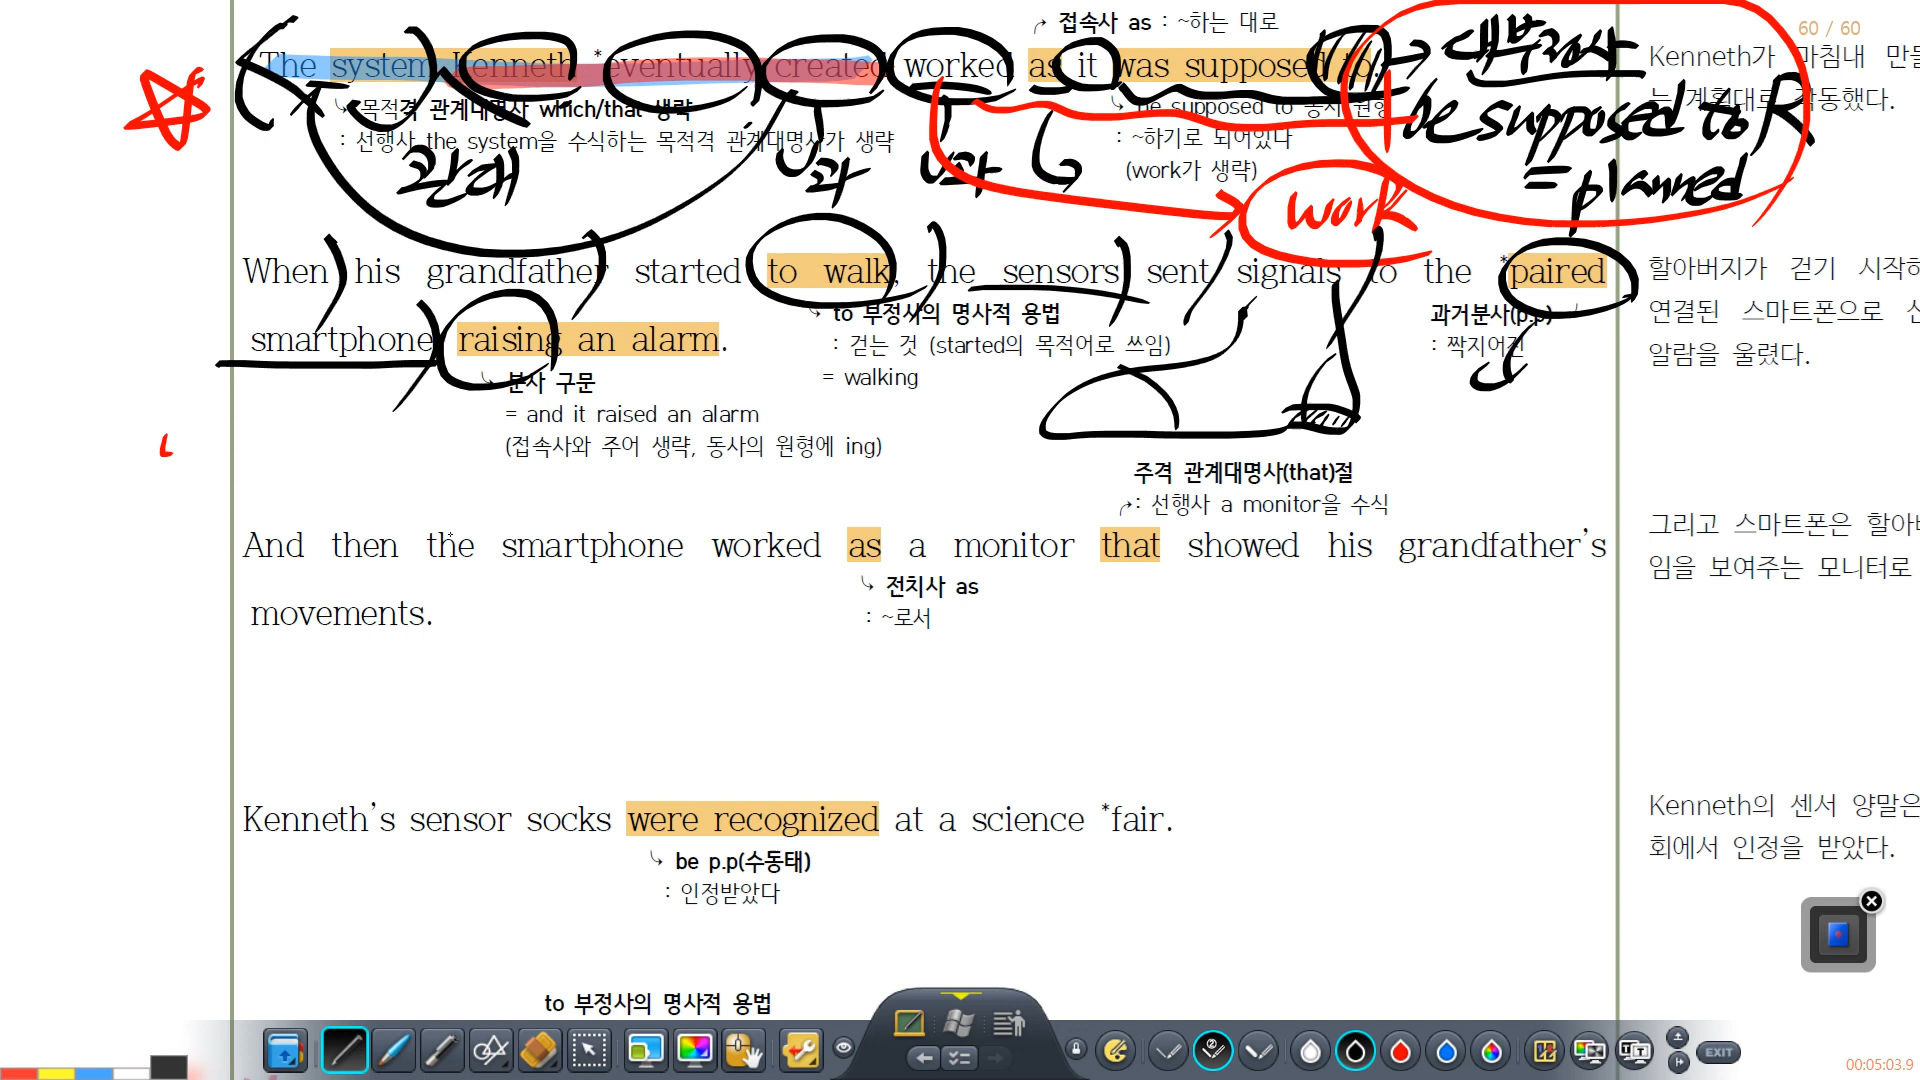 접속사 as : ~하는 대로
60 / 60
The system Kenneth *eventually created worked as it was supposed to.
→ 대부정사
Kenneth가 마침내 만들
목적격 관계대명사 which/that 생략
be supposed to 동사 원형
be supposed to R
는 계획대로 작동했다.
: 선행사 the system을 수식하는 목적격 관계대명사가 생략
: ~하기로 되어있다
관대
과
(work가 생략)
= planned
work
When his grandfather started to walk, the sensors sent signals to the *paired
할아버지가 걷기 시작하
to 부정사의 명사적 용법
과거분사(p.p)
연결된 스마트폰으로 신
smartphone raising an alarm.
: 걷는 것 (started의 목적어로 쓰임)
: 짝지어진
알람을 울렸다.
분사 구문
= walking
= and it raised an alarm
(접속사와 주어 생략, 동사의 원형에 ing)
주격 관계대명사(that)절
: 선행사 a monitor을 수식
And then the smartphone worked as a monitor that showed his grandfather's
그리고 스마트폰은 할아버
전치사 as
임을 보여주는 모니터로
movements.
: ~로서
Kenneth's sensor socks were recognized at a science *fair.
Kenneth의 센서 양말은
be p.p(수동태)
회에서 인정을 받았다.
: 인정받았다
to 부정사의 명사적 용법
EXIT
00:05:03.9